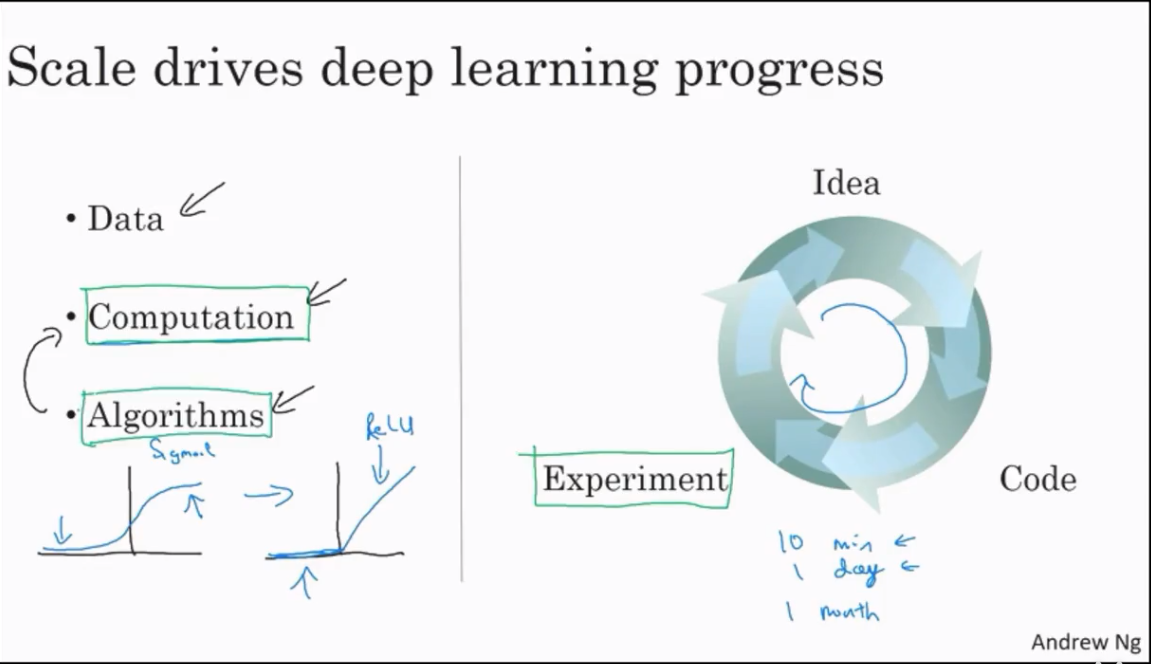 Scale drives deep learning progress
• Data
• Computation
• Algorithms
Sigmoid
ReLU
Idea
Experiment
Code
10 min
1 day
1 month
Andrew Ng